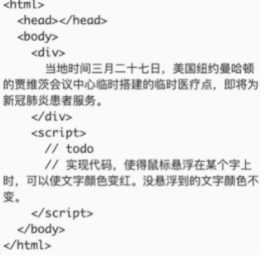 <html>
<head></head>
<body>
<div>
当地时间三月二十七日，美国纽约曼哈顿
的贾维茨会议中心临时搭建的临时医疗点，即将为
新冠肺炎患者服务。
</div>
<script>
// todo
// 实现代码，使得鼠标悬浮在某个字上
时，可以使文字颜色变红。没悬浮到的文字颜色不
变。
</script>
</body>
</html>